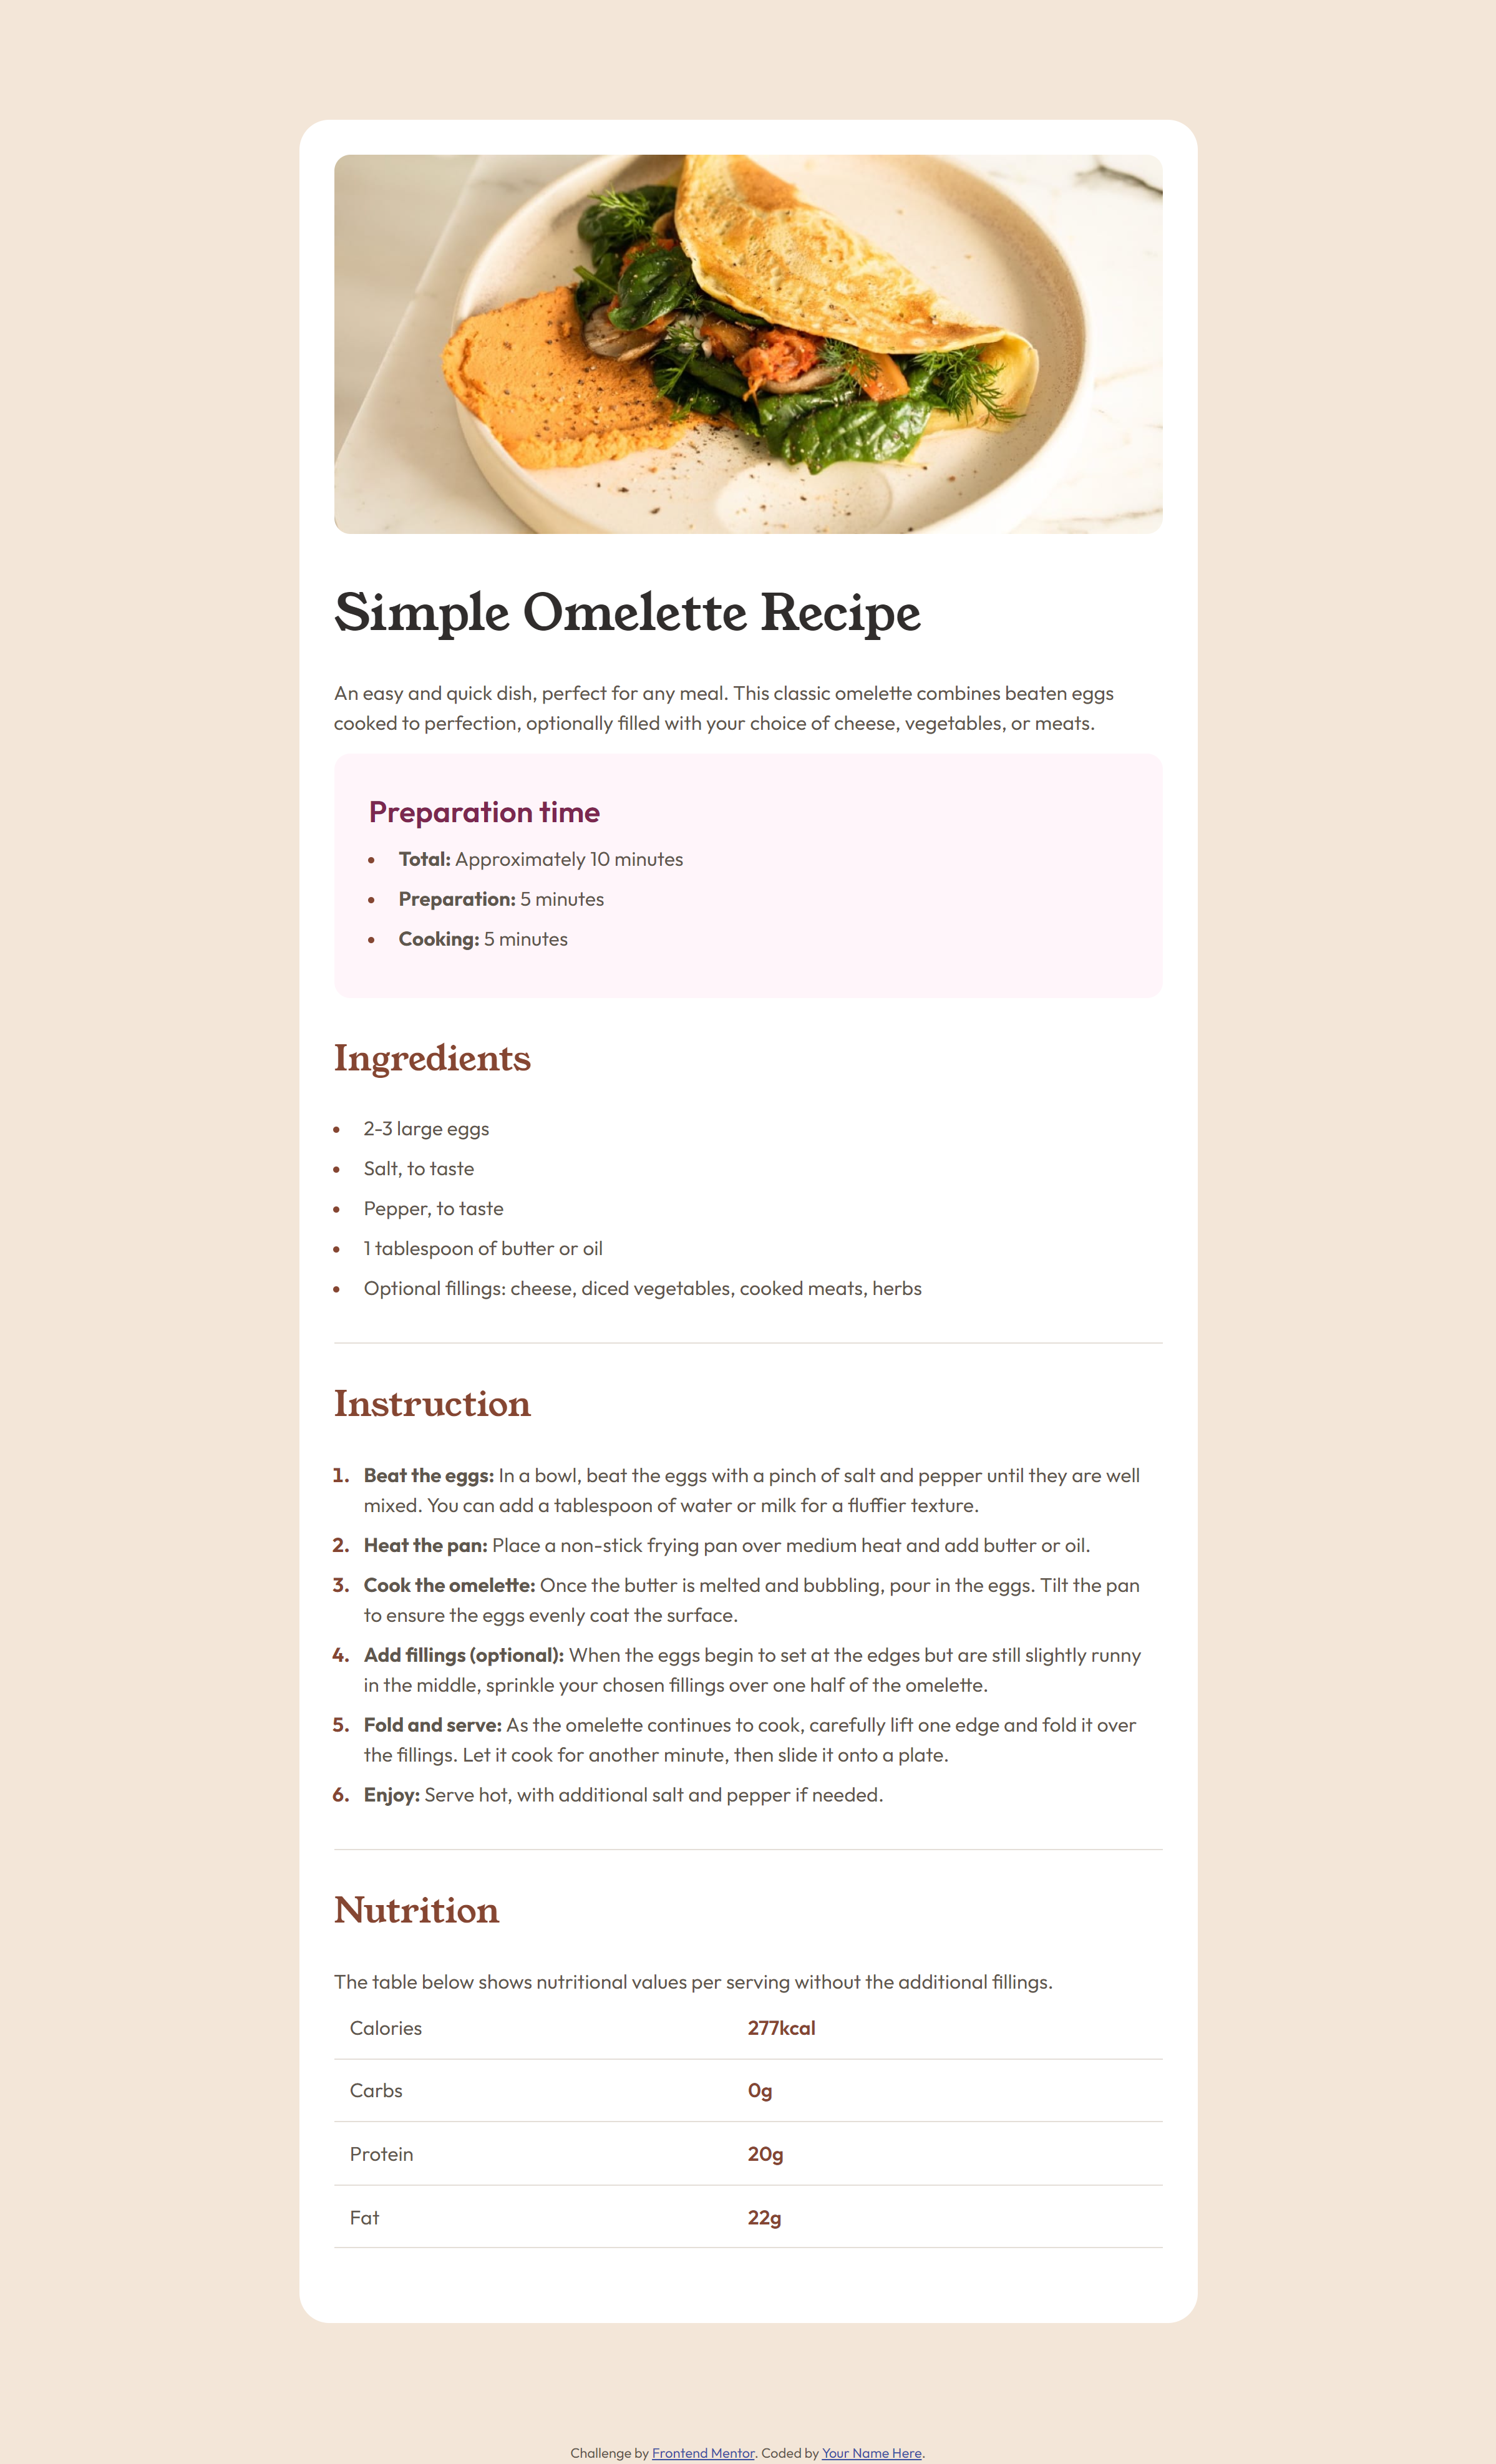 Simple Omelette Recipe
An easy and quick dish, perfect for any meal. This classic omelette combines beaten eggs
cooked to perfection, optionally filled with your choice of cheese, vegetables, or meats.
Preparation time
• Total: Approximately 10 minutes
• Preparation: 5 minutes
• Cooking: 5 minutes
Ingredients
• 2-3 large eggs
• Salt, to taste
• Pepper, to taste
• 1 tablespoon of butter or oil
• Optional fillings: cheese, diced vegetables, cooked meats, herbs
Instruction
1. Beat the eggs: In a bowl, beat the eggs with a pinch of salt and pepper until they are well
mixed. You can add a tablespoon of water or milk for a fluffier texture.
2. Heat the pan: Place a non-stick frying pan over medium heat and add butter or oil.
3. Cook the omelette: Once the butter is melted and bubbling, pour in the eggs. Tilt the pan
to ensure the eggs evenly coat the surface.
4. Add fillings (optional): When the eggs begin to set at the edges but are still slightly runny
in the middle, sprinkle your chosen fillings over one half of the omelette.
5. Fold and serve: As the omelette continues to cook, carefully lift one edge and fold it over
the fillings. Let it cook for another minute, then slide it onto a plate.
6. Enjoy: Serve hot, with additional salt and pepper if needed.
Nutrition
The table below shows nutritional values per serving without the additional fillings.
Calories 277kcal
Carbs 0g
Protein 20g
Fat 22g
Challenge by Frontend Mentor. Coded by Your Name Here.